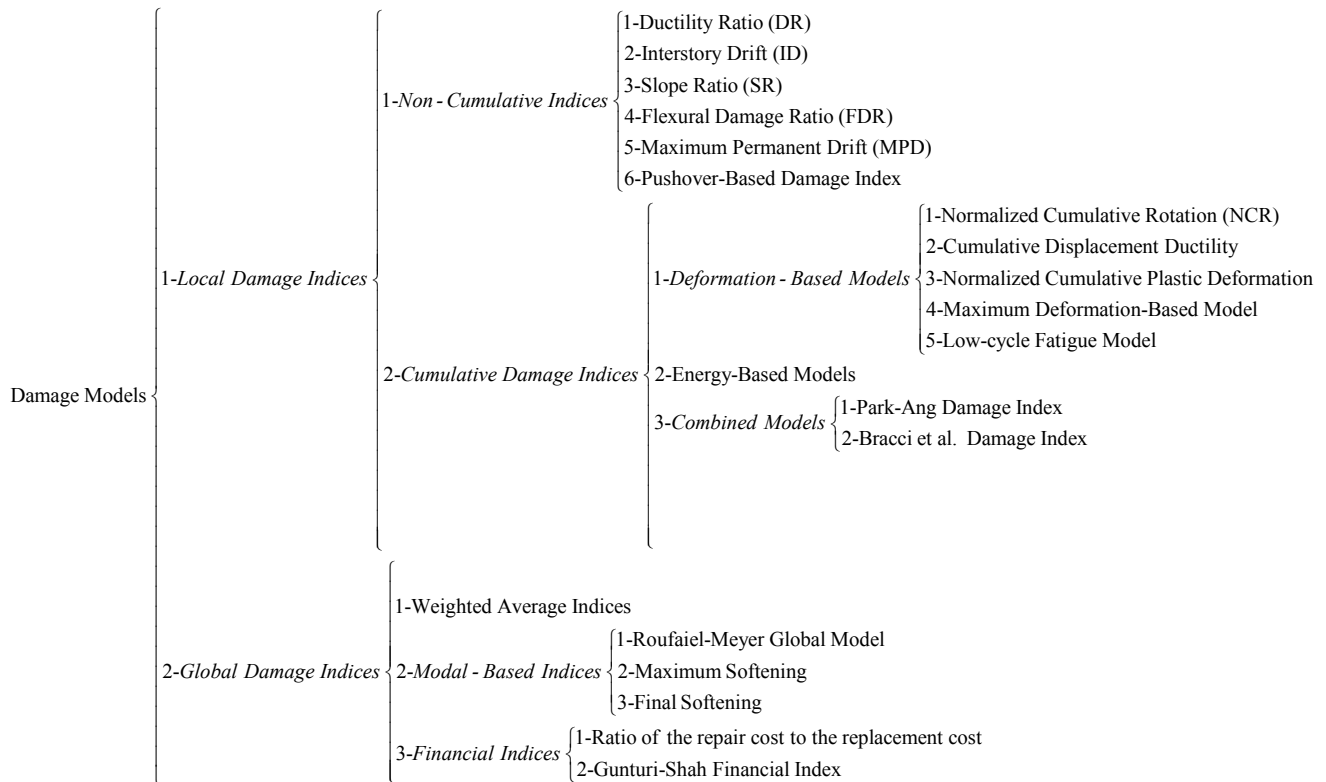 Damage Models
1-Local Damage Indices
1-Non - Cumulative Indices
1-Ductility Ratio (DR)
2-Interstory Drift (ID)
3-Slope Ratio (SR)
4-Flexural Damage Ratio (FDR)
5-Maximum Permanent Drift (MPD)
6-Pushover-Based Damage Index
2-Cumulative Damage Indices
1-Deformation - Based Models
1-Normalized Cumulative Rotation (NCR)
2-Cumulative Displacement Ductility
3-Normalized Cumulative Plastic Deformation
4-Maximum Deformation-Based Model
5-Low-cycle Fatigue Model
2-Energy-Based Models
3-Combined Models
1-Park-Ang Damage Index
2-Bracci et al. Damage Index
2-Global Damage Indices
1-Weighted Average Indices
2-Modal - Based Indices
1-Roufaiel-Meyer Global Model
2-Maximum Softening
3-Final Softening
3-Financial Indices
1-Ratio of the repair cost to the replacement cost
2-Gunturi-Shah Financial Index